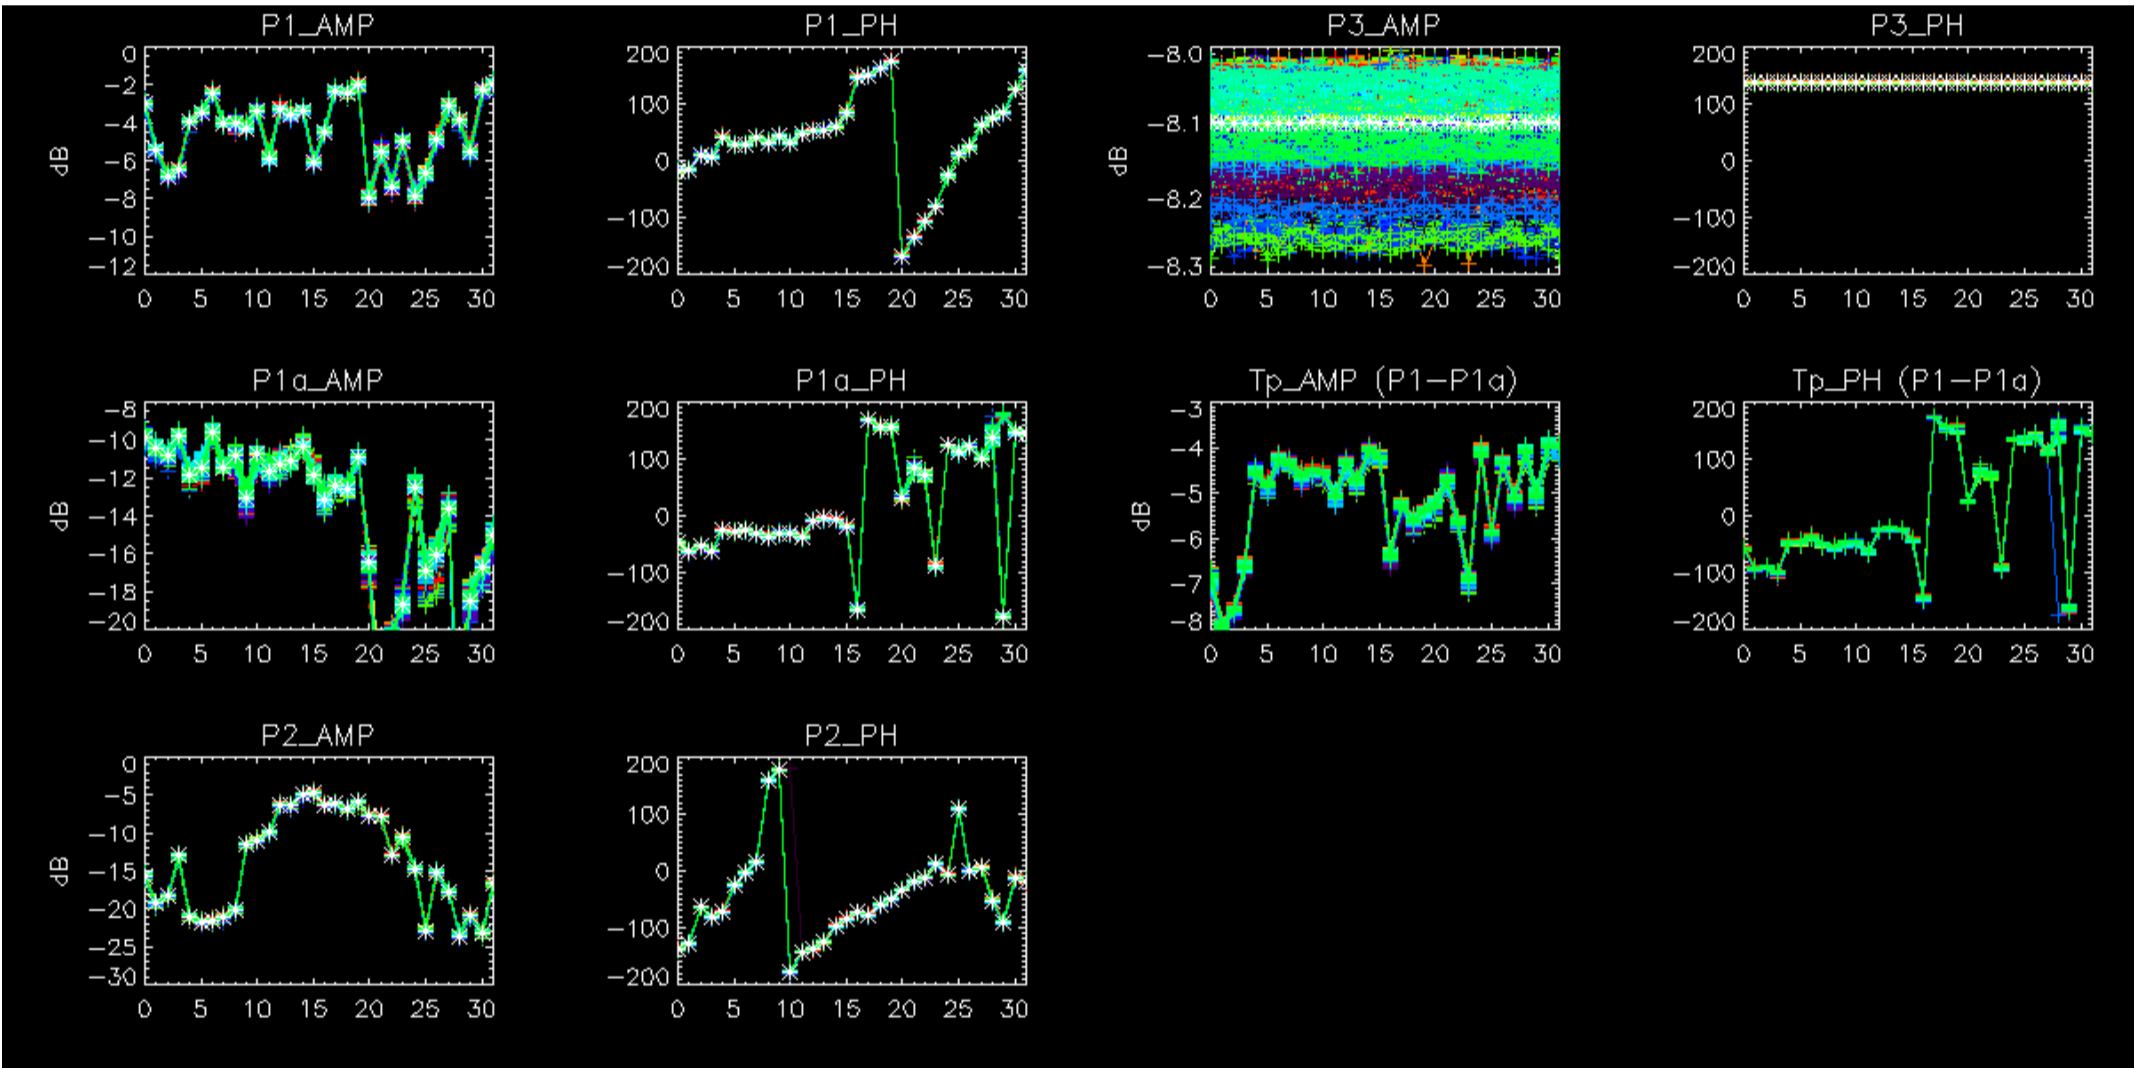 P1_AMP
P1_PH
P3_AMP
P3_PH
0
−2
−4
−6
−8
−10
−12
dB
0 5 10 15 20 25 30
200
100
0
−100
−200
0 5 10 15 20 25 30
−8.0
−8.1
−8.2
−8.3
dB
0 5 10 15 20 25 30
200
100
0
−100
−200
0 5 10 15 20 25 30
P1a_AMP
P1a_PH
Tp_AMP (P1−P1a)
Tp_PH (P1−P1a)
−8
−10
−12
−14
−16
−18
−20
dB
0 5 10 15 20 25 30
200
100
0
−100
−200
0 5 10 15 20 25 30
−3
−4
−5
−6
−7
−8
dB
0 5 10 15 20 25 30
200
100
0
−100
−200
0 5 10 15 20 25 30
P2_AMP
P2_PH
0
−5
−10
−15
−20
−25
−30
dB
0 5 10 15 20 25 30
200
100
0
−100
−200
0 5 10 15 20 25 30